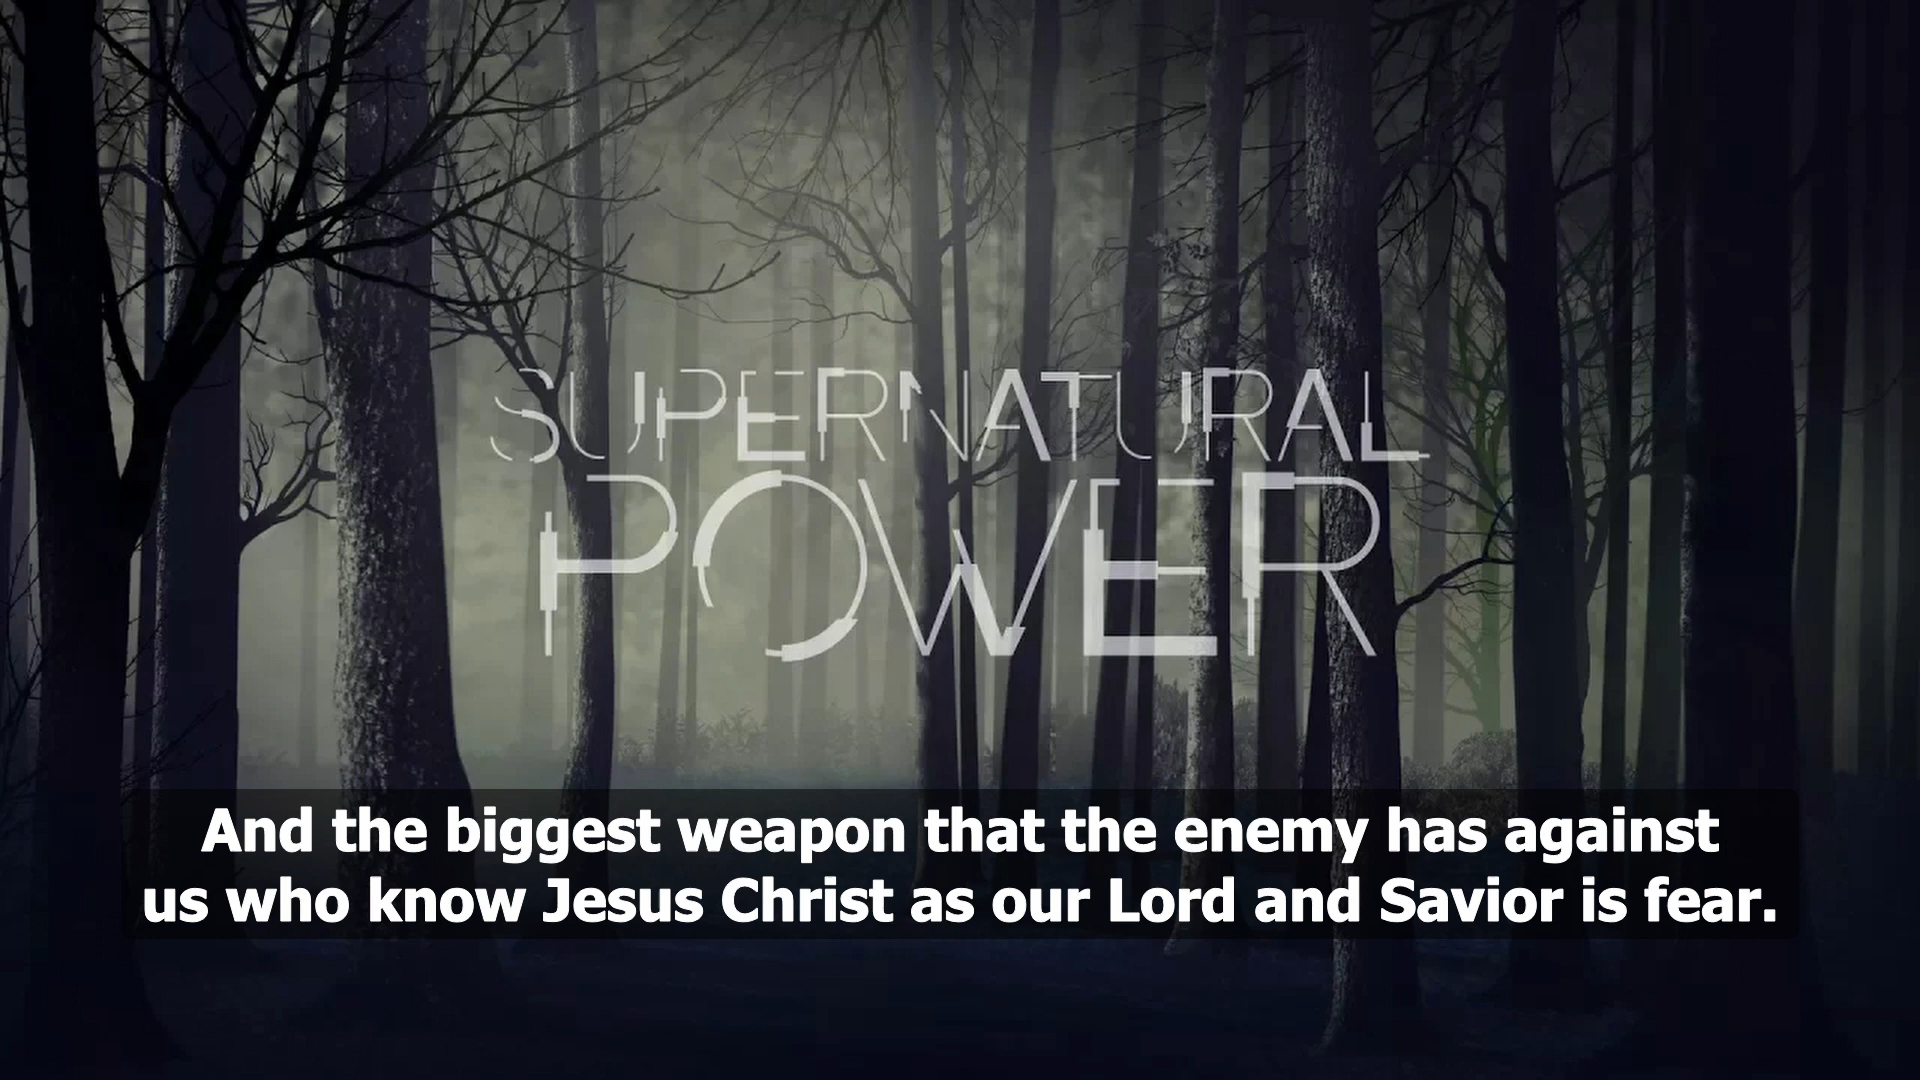 SUPERNATURAL
POWER
And the biggest weapon that the enemy has against
us who know Jesus Christ as our Lord and Savior is fear.